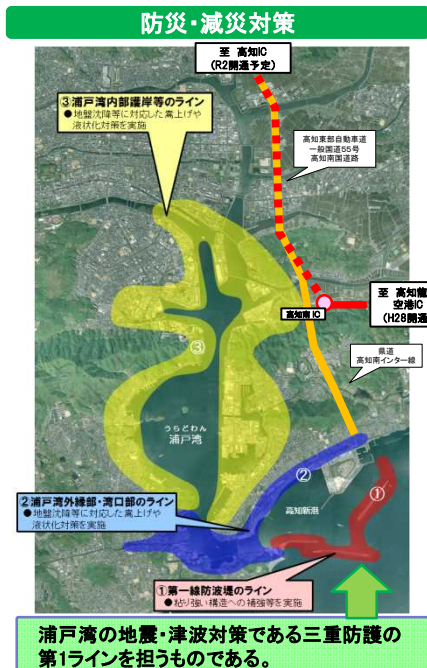 防災・減災対策
至 高知IC
(R2開通予定)
③浦戸湾内部護岸等のライン
●地盤沈降等に対応した嵩上げや
液状化対策を実施
高知東部自動車道
一般国道55号
高知南国道路
至 高知龍
空港IC
(H28開通
高知南IC
県道
高知南インター線
③
うらどわん
浦戸湾
②
①
②浦戸湾外縁部・湾口部のライン
●地盤沈降等に対応した嵩上げや
液状化対策を実施
高知新港
①第一線防波堤のライン
●粘り強い構造への補強等を実施
浦戸湾の地震・津波対策である三重防護の
第1ラインを担うものである。